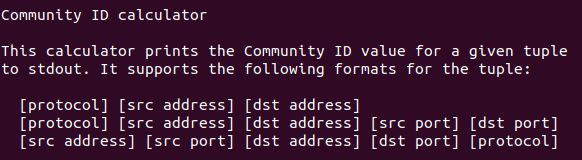 Community ID calculator
This calculator prints the Community ID value for a given tuple
to stdout. It supports the following formats for the tuple:
[protocol] [src address] [dst address]
[protocol] [src address] [dst address] [src port] [dst port]
[src address] [src port] [dst address] [dst port] [protocol]